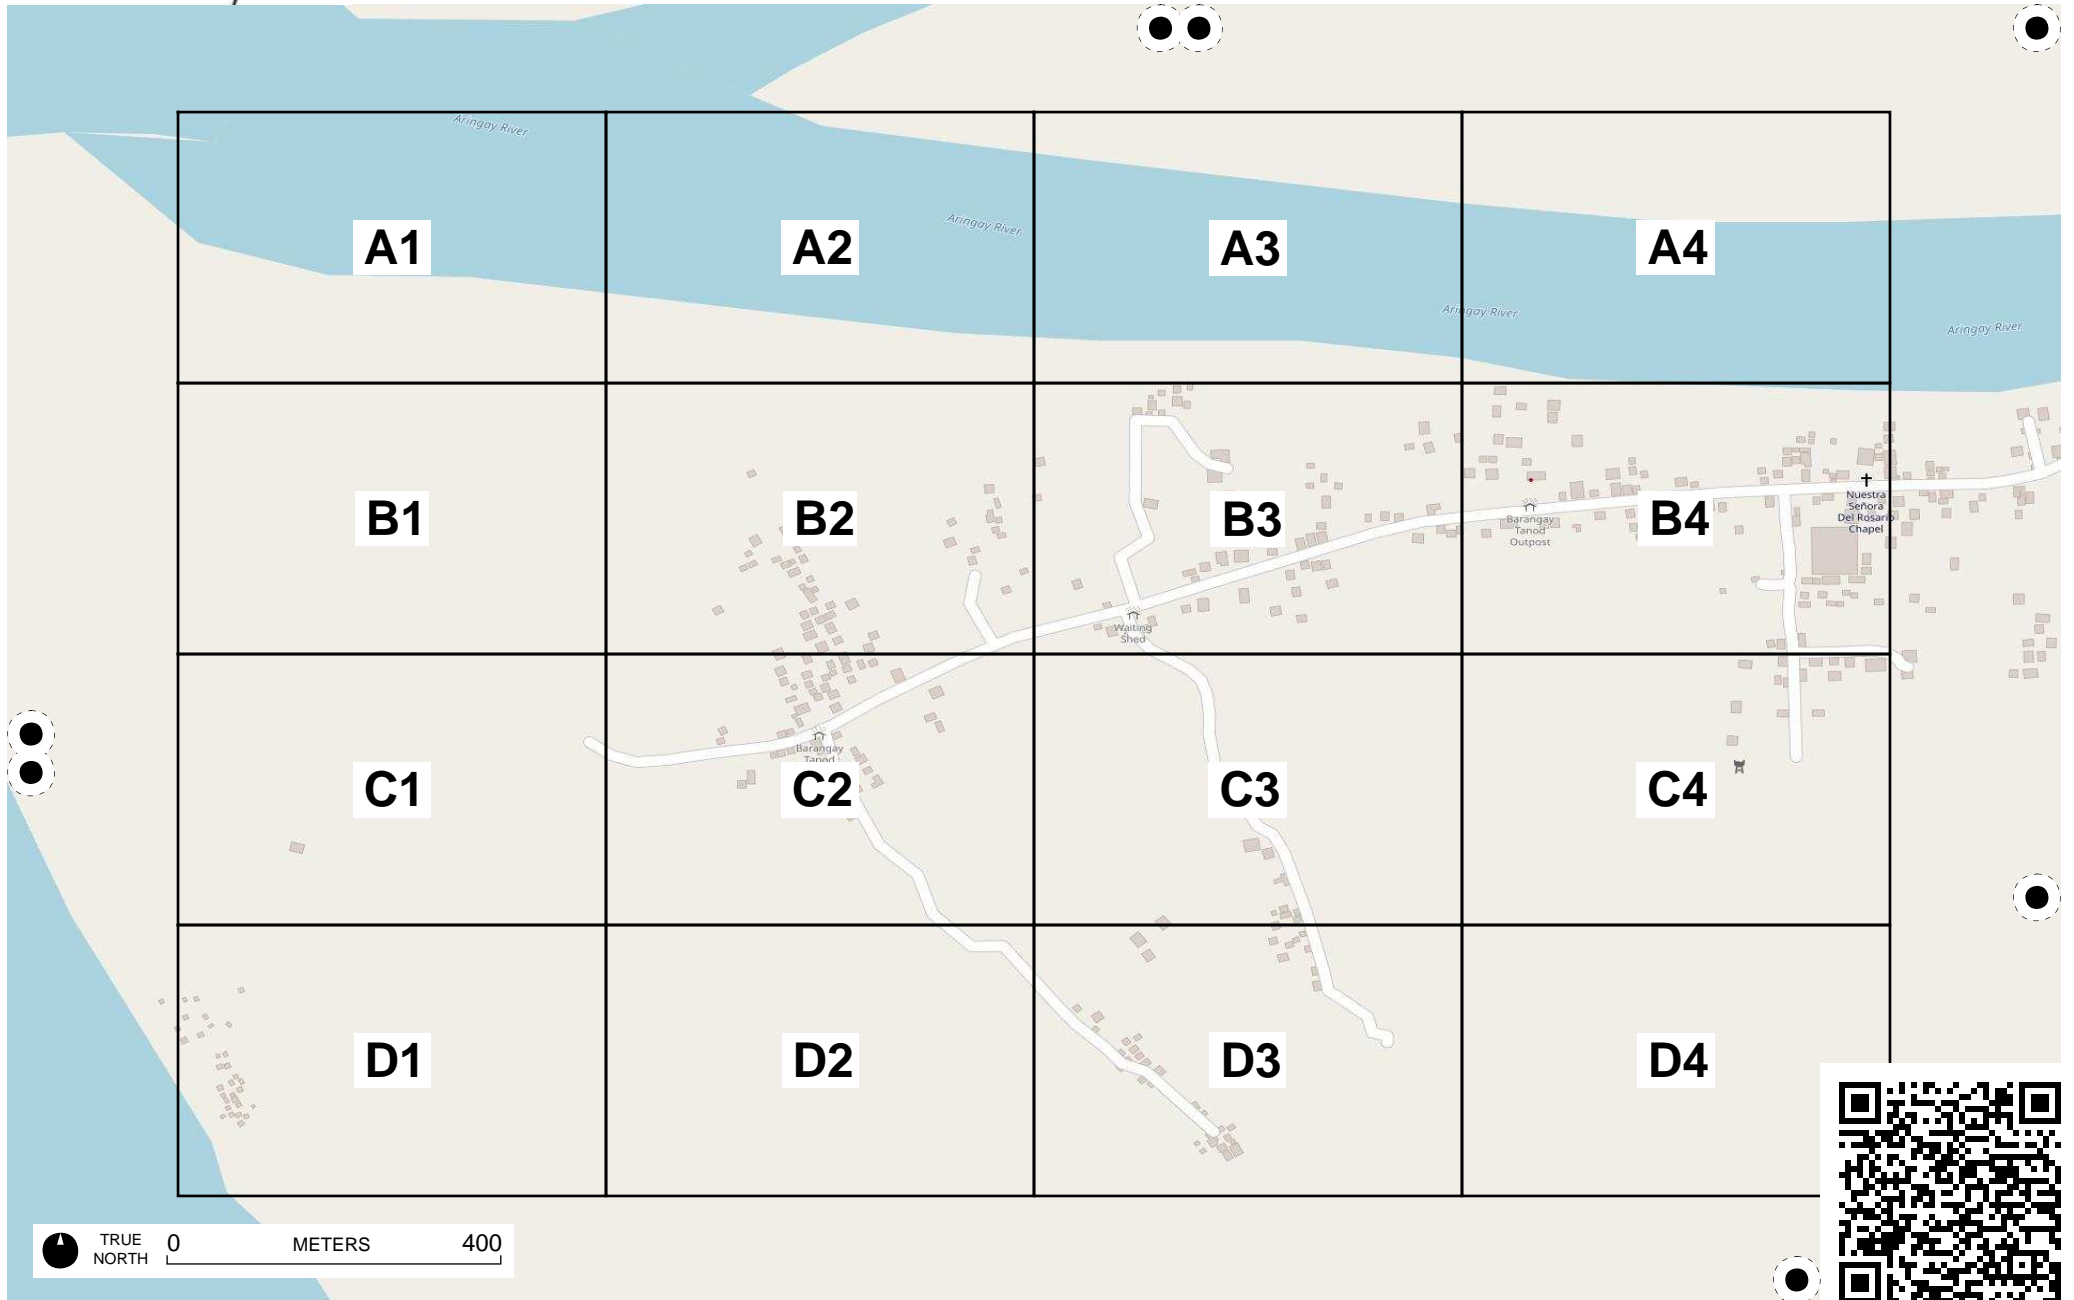 Aringay River
Aringay River
A1
A2
A3
A4
Aringay River
Aringay River
B1
B2
B3
B4
Nuestra
Señora
Del Rosario
Chapel
Barangay
Tanod
Outpost
Waiting
Shed
Barangay
Tanod
C1
C2
C3
C4
D1
D2
D3
D4
TRUE
NORTH
0 METERS 400